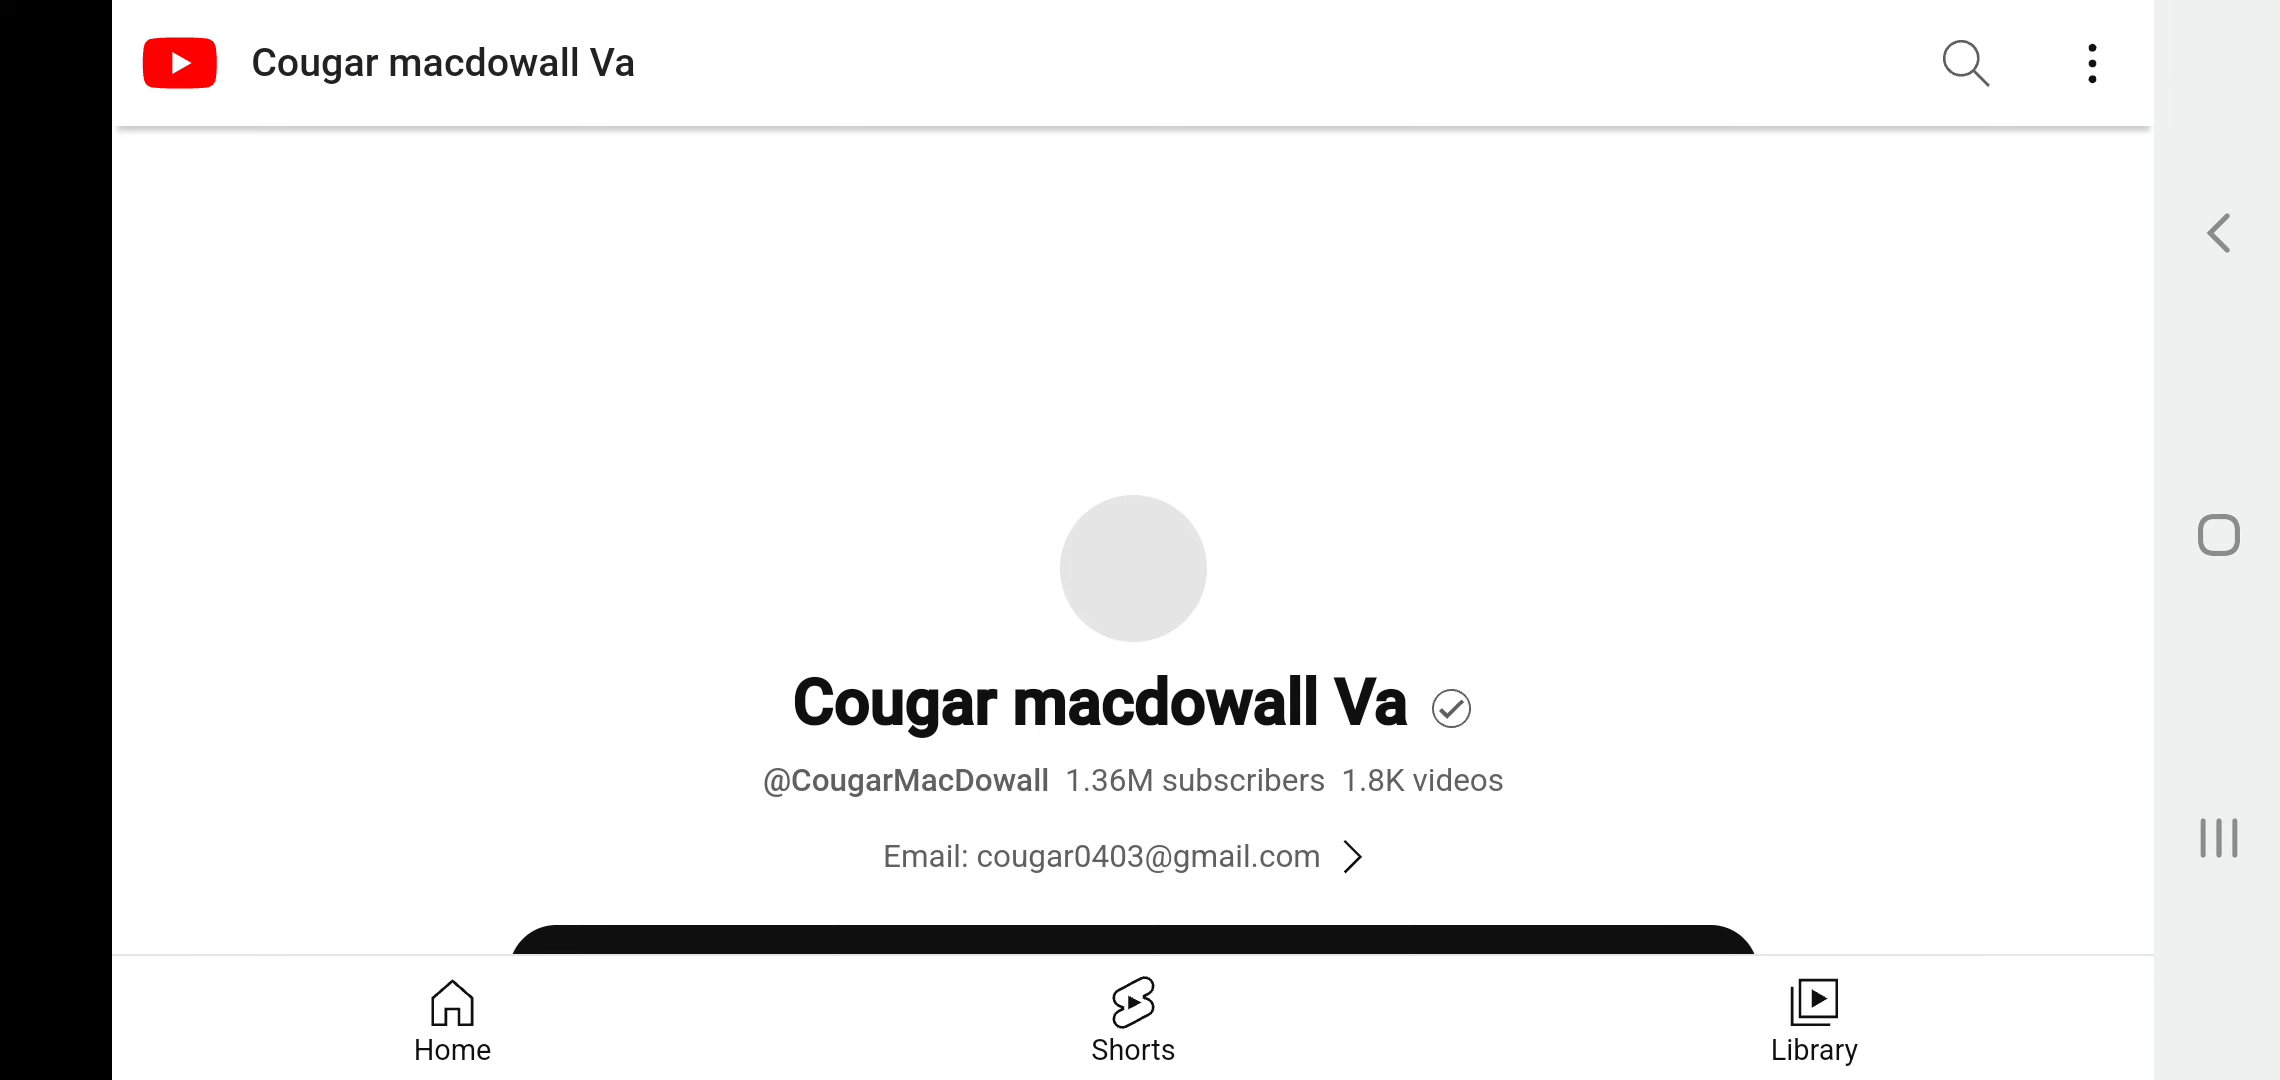 Cougar macdowall Va
Cougar macdowall Va
@CougarMacDowall 1.36M subscribers 1.8K videos
Email: cougar0403@gmail.com
Home
Shorts
Library